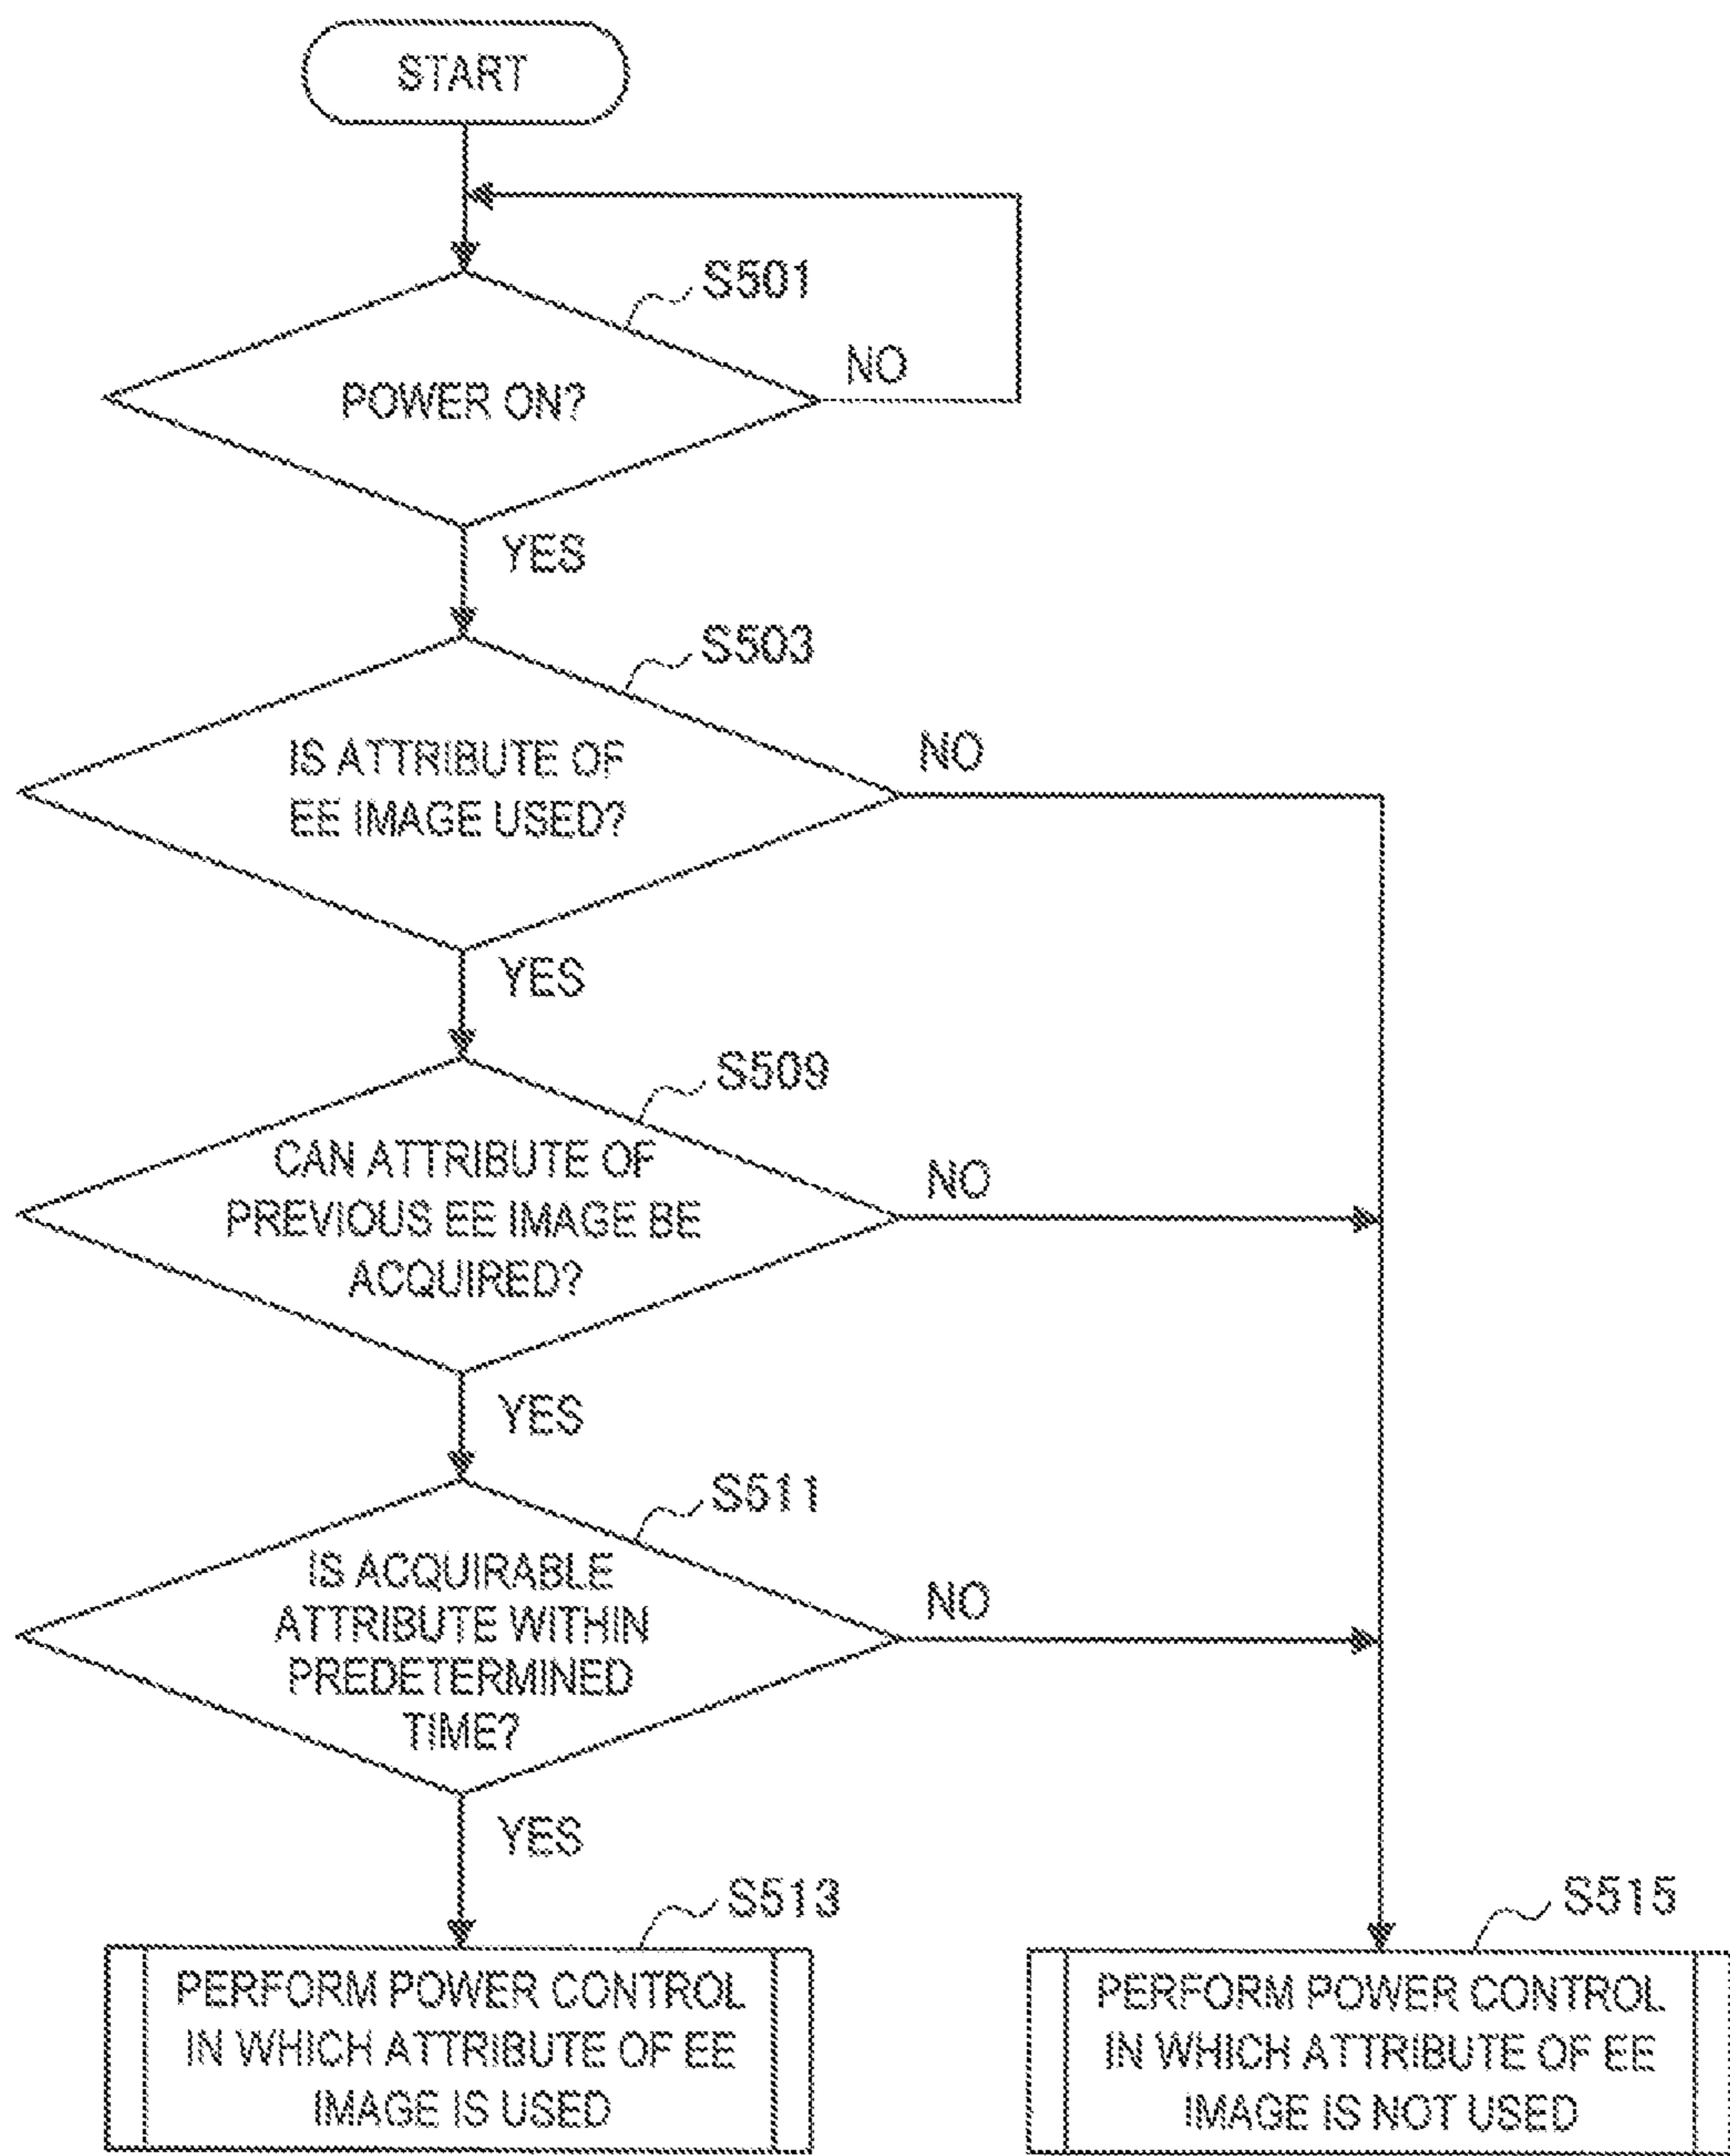 START
S501
POWER ON?
NO
YES
S503
IS ATTRIBUTE OF
EE IMAGE USED?
NO
YES
S509
CAN ATTRIBUTE OF
PREVIOUS EE IMAGE BE
ACQUIRED?
NO
YES
S511
IS ACQUIRABLE
ATTRIBUTE WITHIN
PREDETERMINED
TIME?
NO
YES
S513
PERFORM POWER CONTROL
IN WHICH ATTRIBUTE OF EE
IMAGE IS USED
S515
PERFORM POWER CONTROL
IN WHICH ATTRIBUTE OF EE
IMAGE IS NOT USED